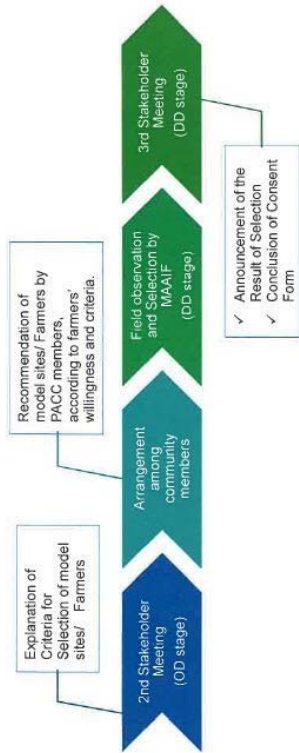 Explanation of
Criteria for
Selection of model
sites/ Farmers
Recommendation of
model sites/ Farmers by
PACC members,
according to farmers'
willingness and criteria.
2nd Stakeholder
Meeting
(OD stage)
Arrangement
among
community
members
Field observation
and Selection by
MAAIF
(DD stage)
3rd Stakeholder
Meeting
(DD stage)
✓ Announcement of the
Result of Selection
✓ Conclusion of Consent
Form